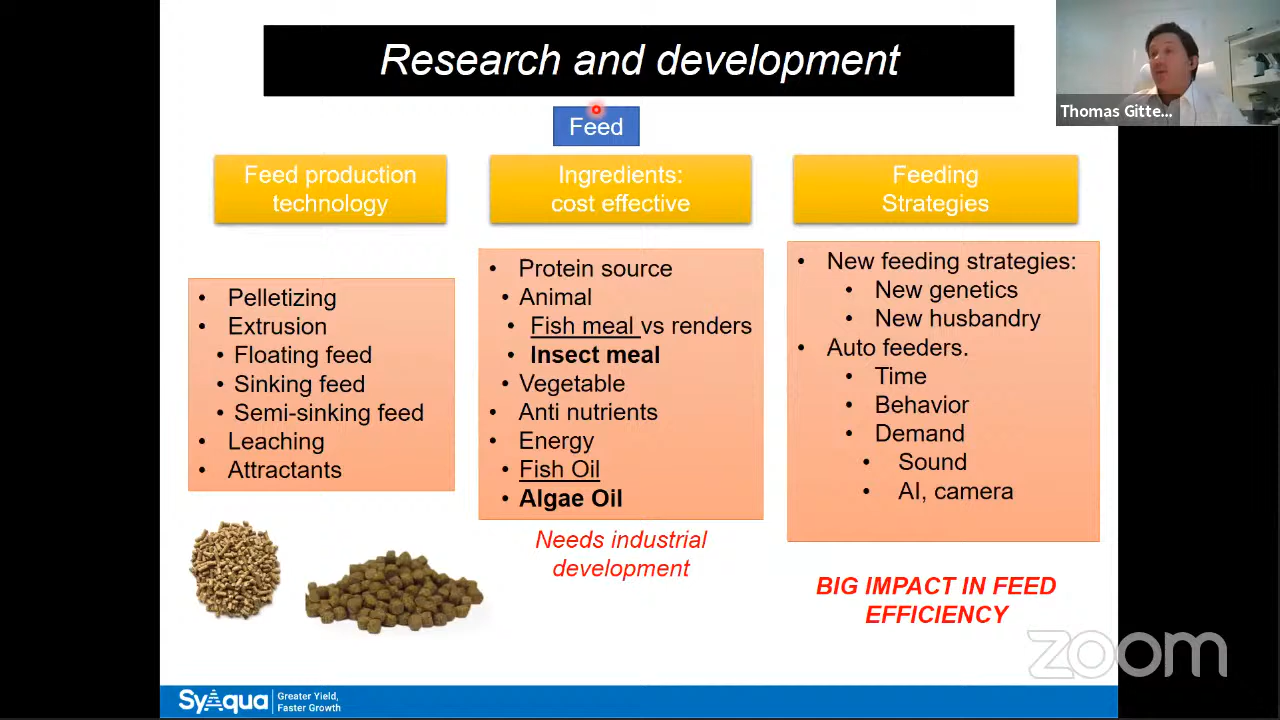 Research and development
Thomas Gitte...
Feed
Feed production
technology
Ingredients:
cost effective
Feeding
Strategies
• Pelletizing
• Extrusion
• Floating feed
• Sinking feed
• Semi-sinking feed
• Leaching
• Attractants
• Protein source
• Animal
• Fish meal vs renders
• Insect meal
• Vegetable
• Anti nutrients
• Energy
• Fish Oil
• Algae Oil
Needs industrial
development
• New feeding strategies:
• New genetics
• New husbandry
• Auto feeders.
• Time
• Behavior
• Demand
• Sound
• AI, camera
BIG IMPACT IN FEED
EFFICIENCY
zoom
SyAqua
Greater Yield,
Faster Growth